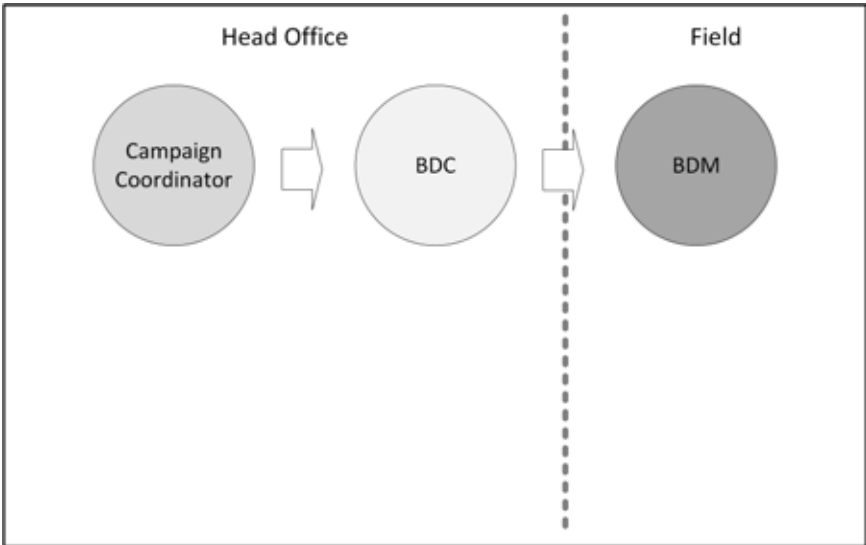 Head Office
Field
Campaign
Coordinator
BDC
BDM